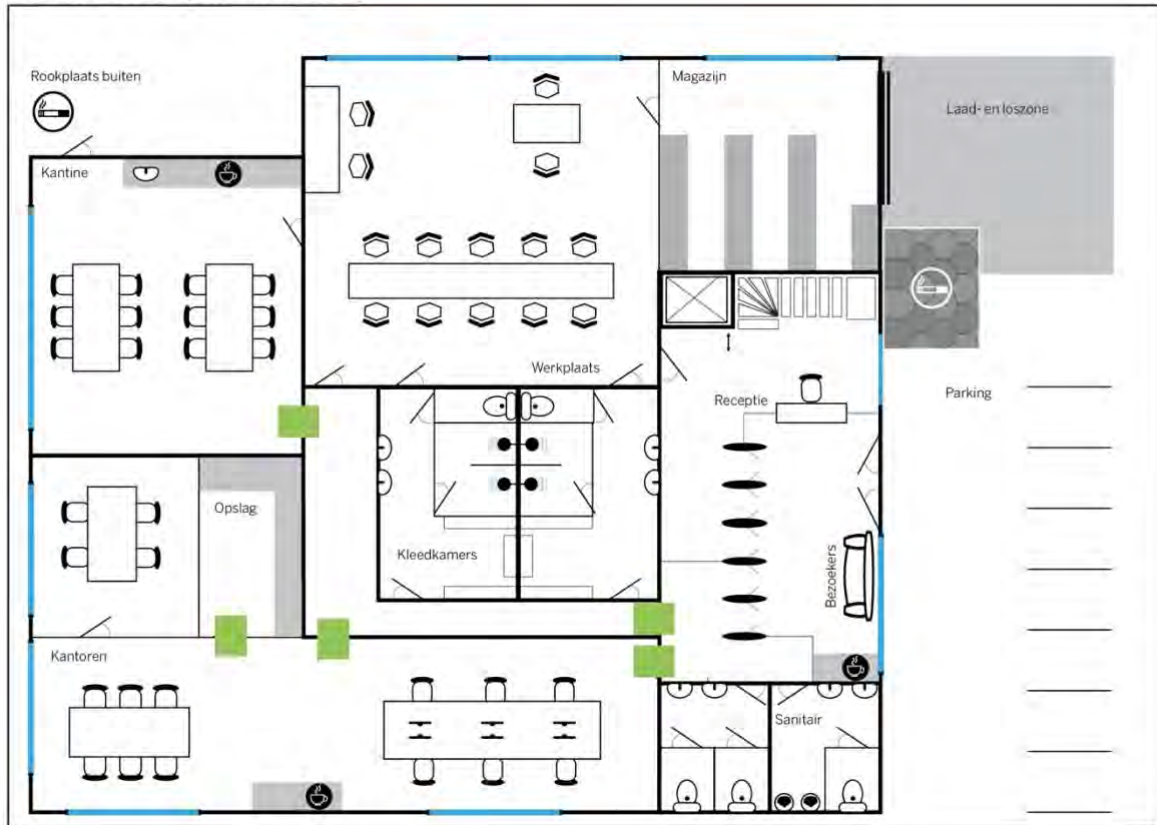 Rookplaats buiten
Magazijn
Laad- en loszone
Kantine
Werkplaats
Receptie
Parking
Opslag
Kleedkamers
Bezoekers
Kantoren
Sanitair